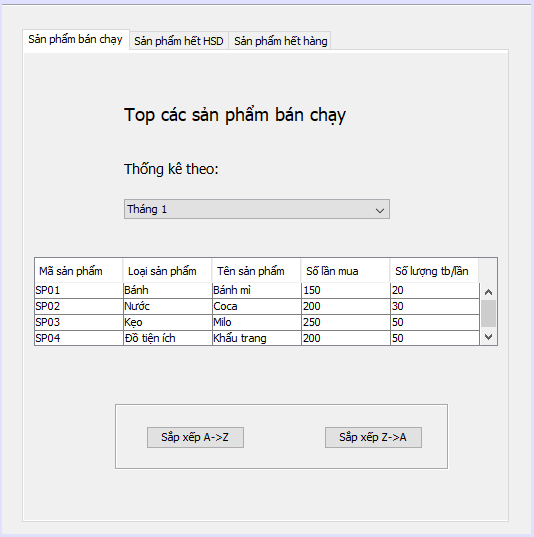 Sản phẩm bán chạy Sản phẩm hết HSD Sản phẩm hết hàng
Top các sản phẩm bán chạy
Thống kê theo:
Tháng 1
Mã sản phẩm Loại sản phẩm Tên sản phẩm Số lần mua Số lượng tb/lần
SP01 Bánh Bánh mì 150 20
SP02 Nước Coca 200 30
SP03 Kẹo Milo 250 50
SP04 Đồ tiện ích Khẩu trang 200 50
Sắp xếp A->Z Sắp xếp Z->A